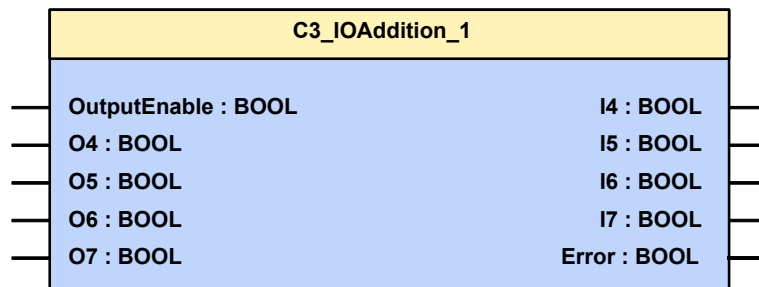 C3_IOAddition_1
OutputEnable : BOOL I4 : BOOL
O4 : BOOL I5 : BOOL
O5 : BOOL I6 : BOOL
O6 : BOOL I7 : BOOL
O7 : BOOL Error : BOOL